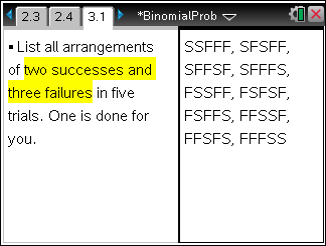 2.3 2.4 3.1 *BinomialProb
▪ List all arrangements
of two successes and
three failures in five
trials. One is done for
you.
SSFFF, SFSFF,
SFFSF, SFFFS,
FSSFF, FSFSF,
FSFFS, FFSSF,
FFSFS, FFFSS